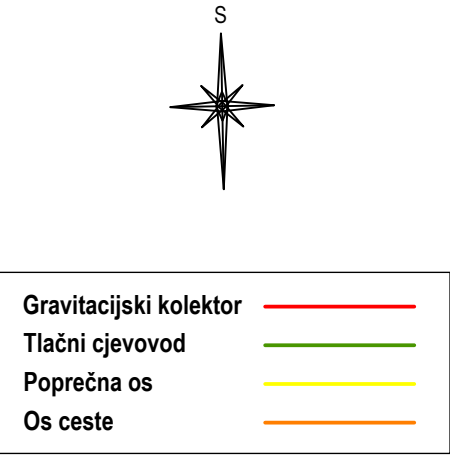 S
Gravitacijski kolektor
Tlačni cjevovod
Poprečna os
Os ceste